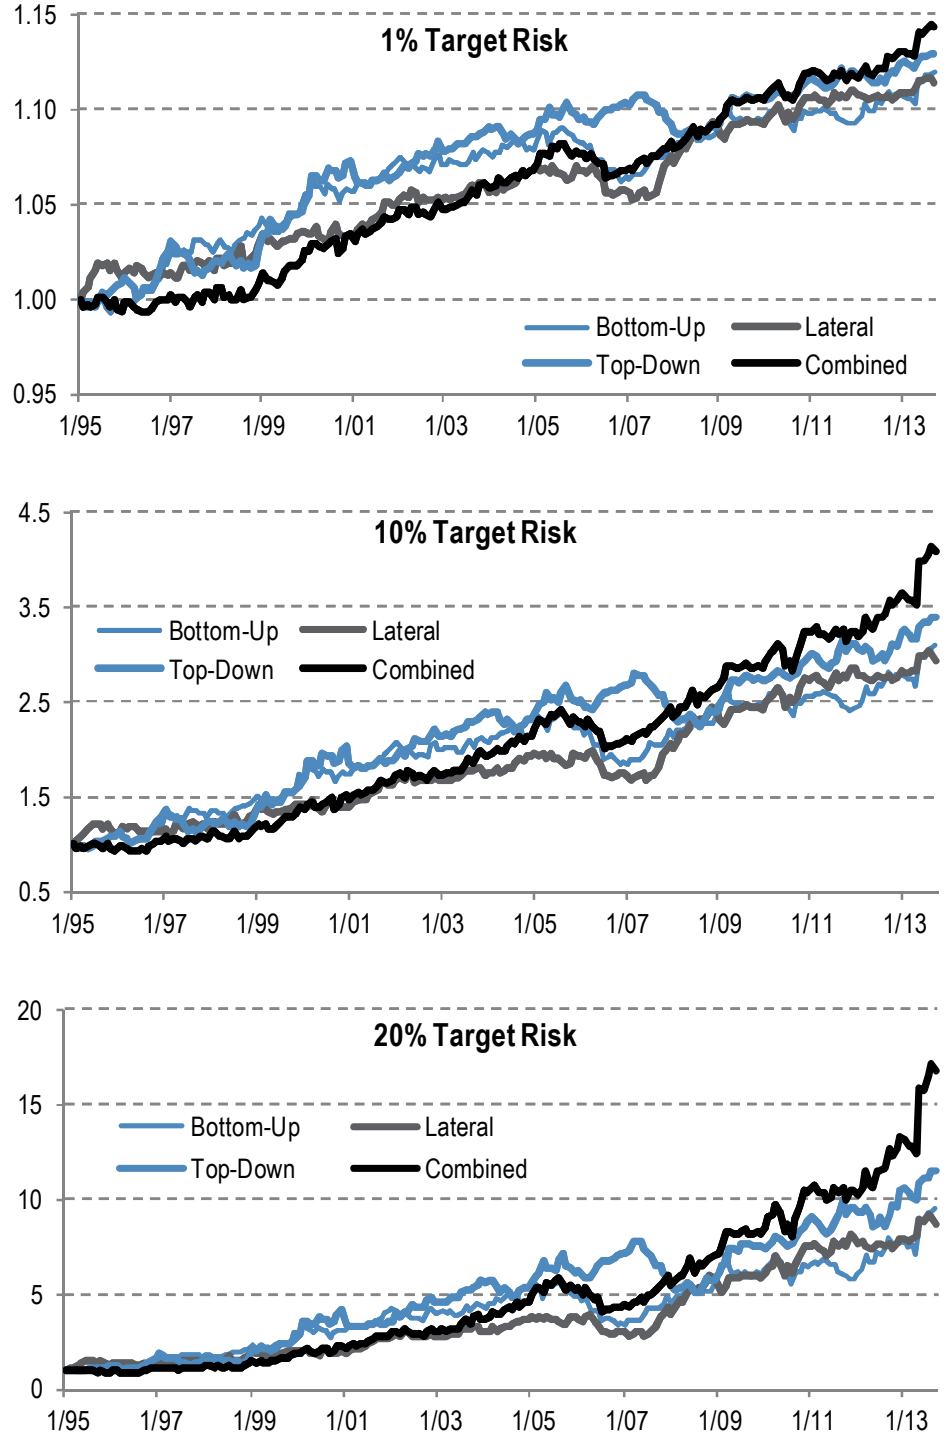 1.15
1% Target Risk
1.10
1.05
1.00
Bottom-Up Lateral
Top-Down Combined
0.95
1/95 1/97 1/99 1/01 1/03 1/05 1/07 1/09 1/11 1/13
4.5
10% Target Risk
3.5
Bottom-Up Lateral
Top-Down Combined
2.5
1.5
0.5
1/95 1/97 1/99 1/01 1/03 1/05 1/07 1/09 1/11 1/13
20
20% Target Risk
15
Bottom-Up Lateral
Top-Down Combined
10
5
0
1/95 1/97 1/99 1/01 1/03 1/05 1/07 1/09 1/11 1/13